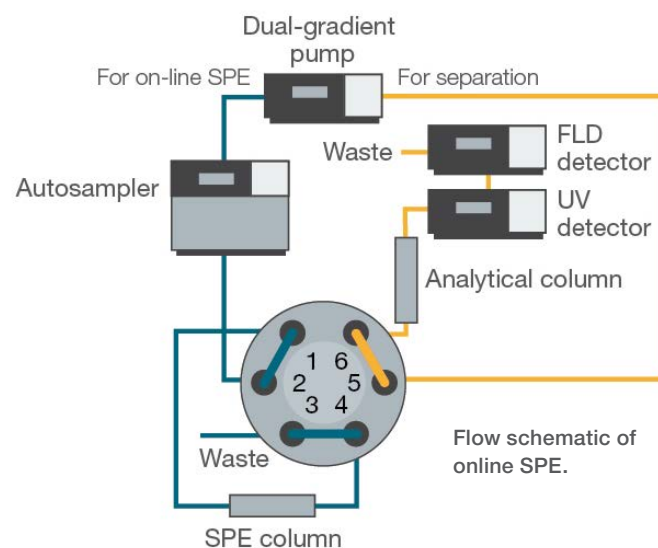 Dual-gradient
pump
For on-line SPE
For separation
Waste
FLD
detector
Autosampler
UV
detector
Analytical column
1 6
2 5
3 4
Waste
Flow schematic of
online SPE.
SPE column